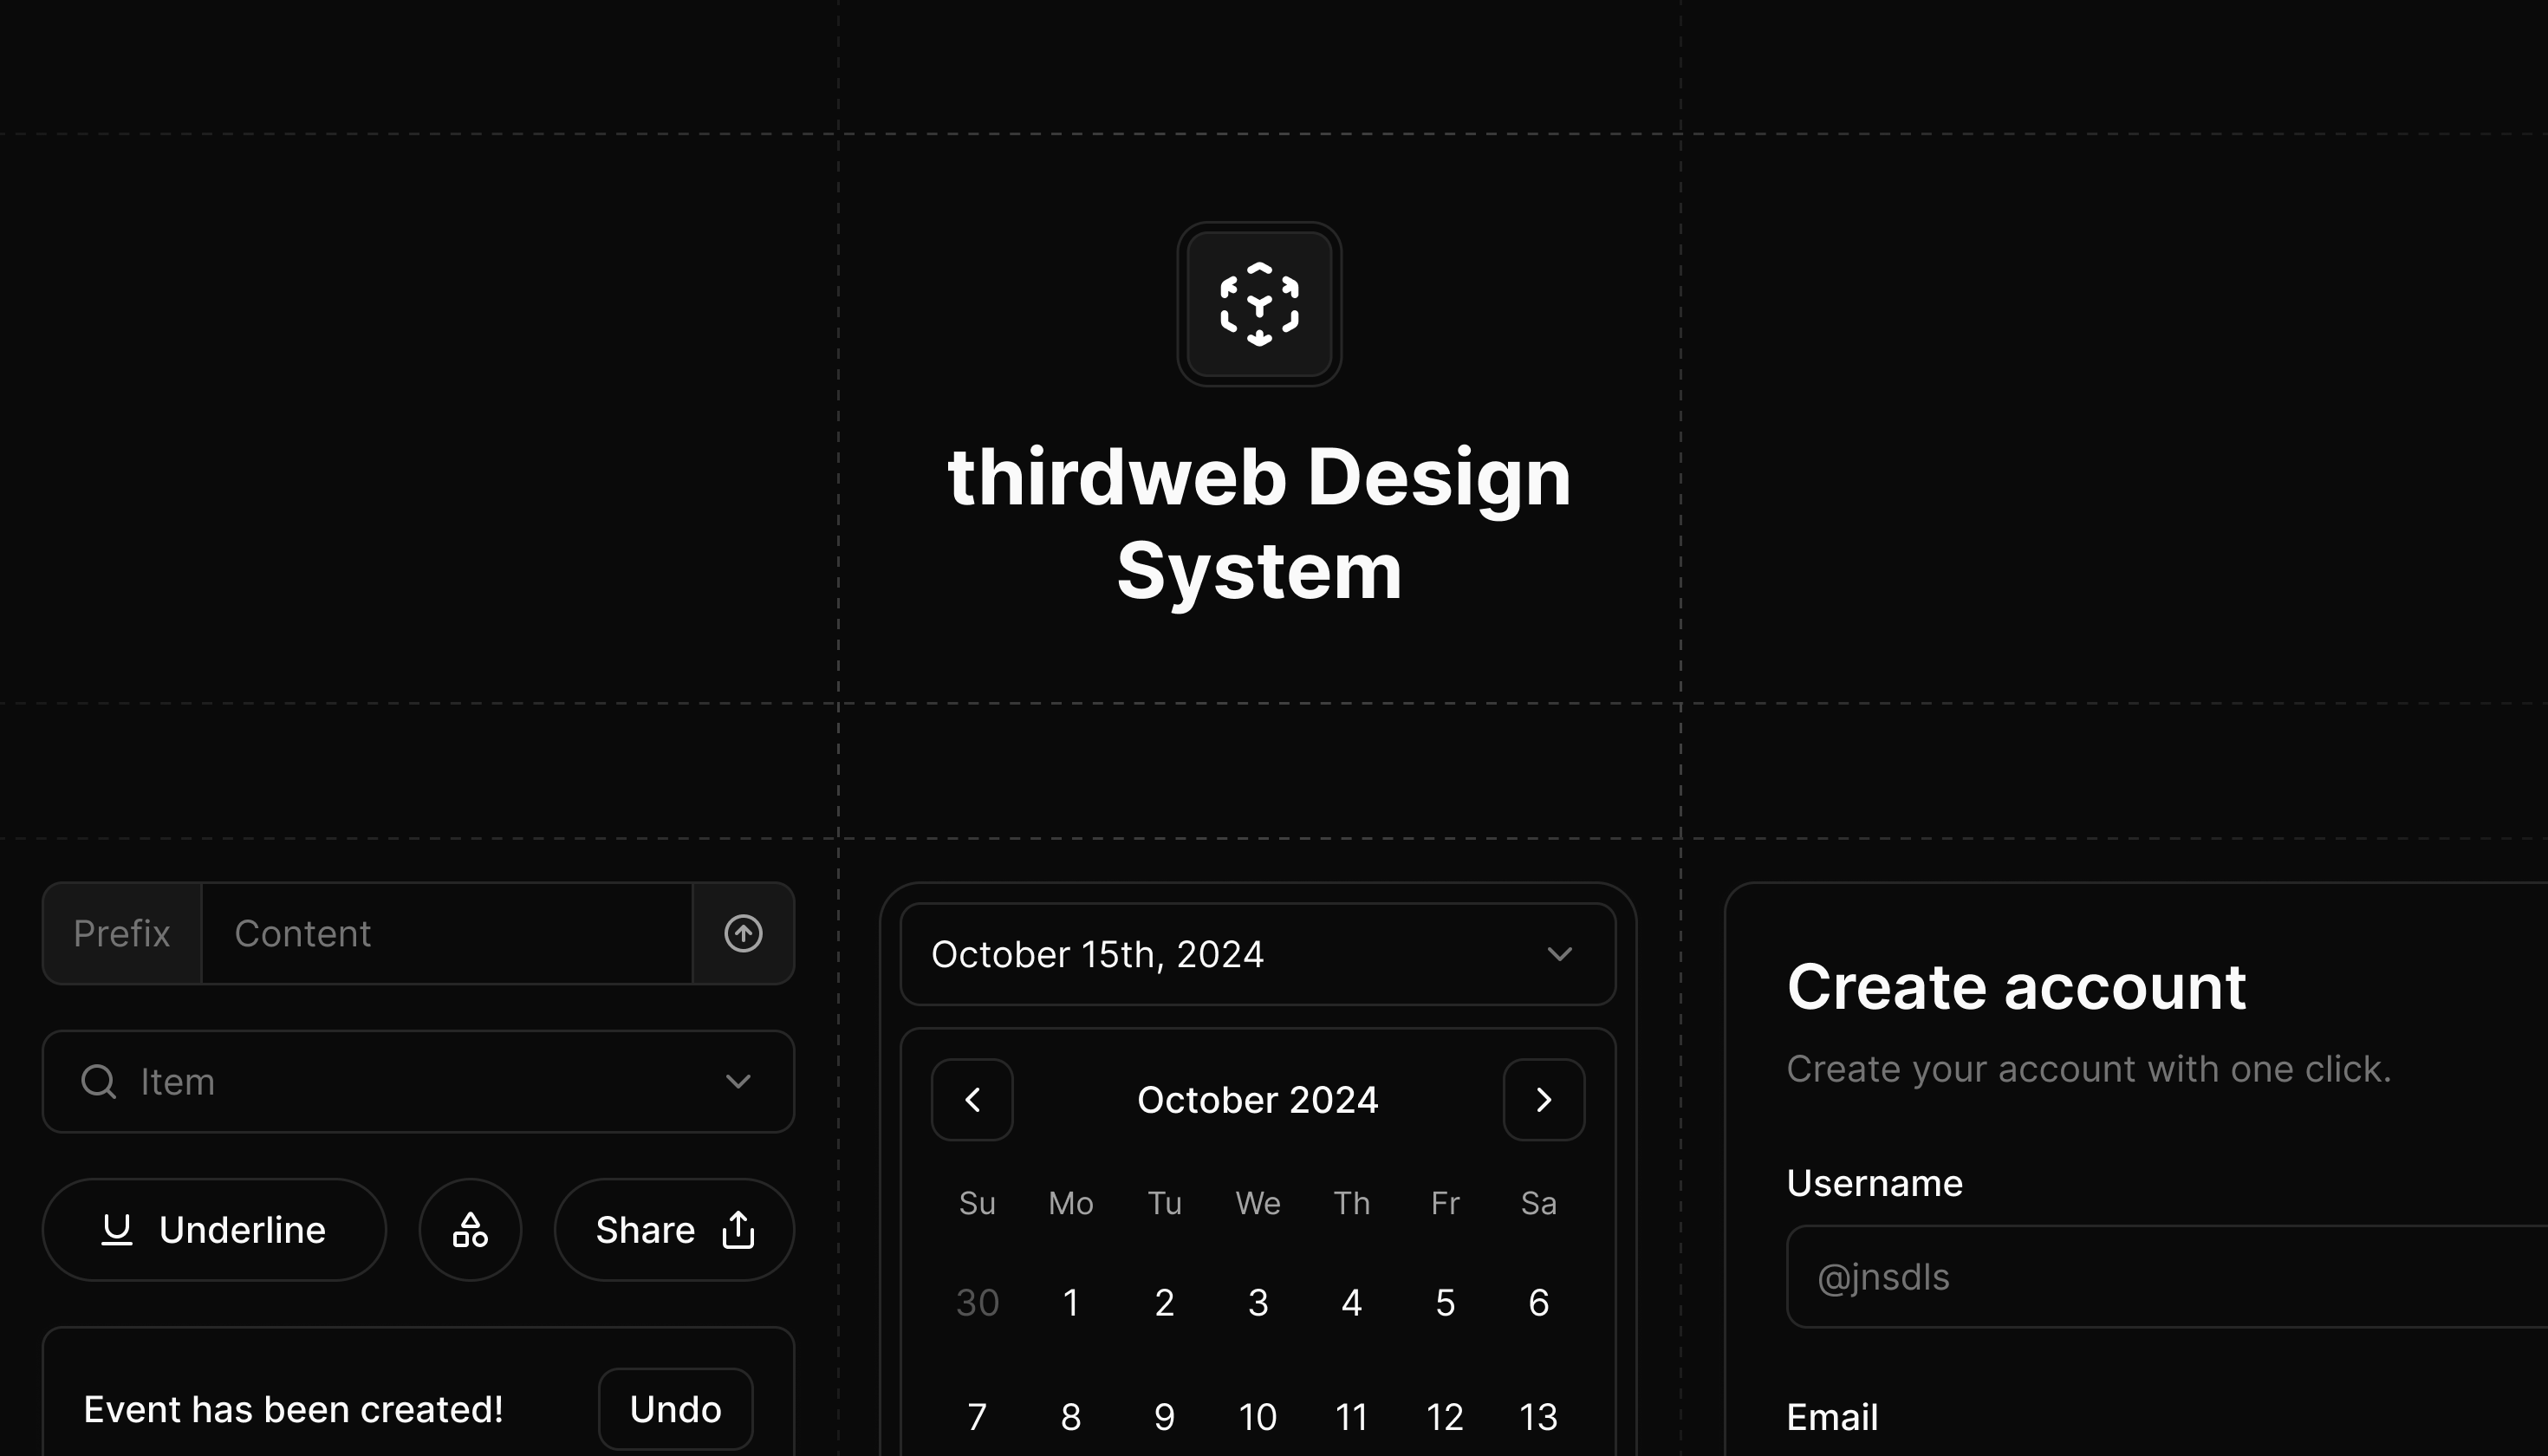 thirdweb Design
System
Prefix
Content
Item
Underline
Share
Event has been created!
Undo
October 15th, 2024
October 2024
Su Mo Tu We Th Fr Sa
30 1 2 3 4 5 6
7 8 9 10 11 12 13
Create account
Create your account with one click.
Username
@jnsdls
Email